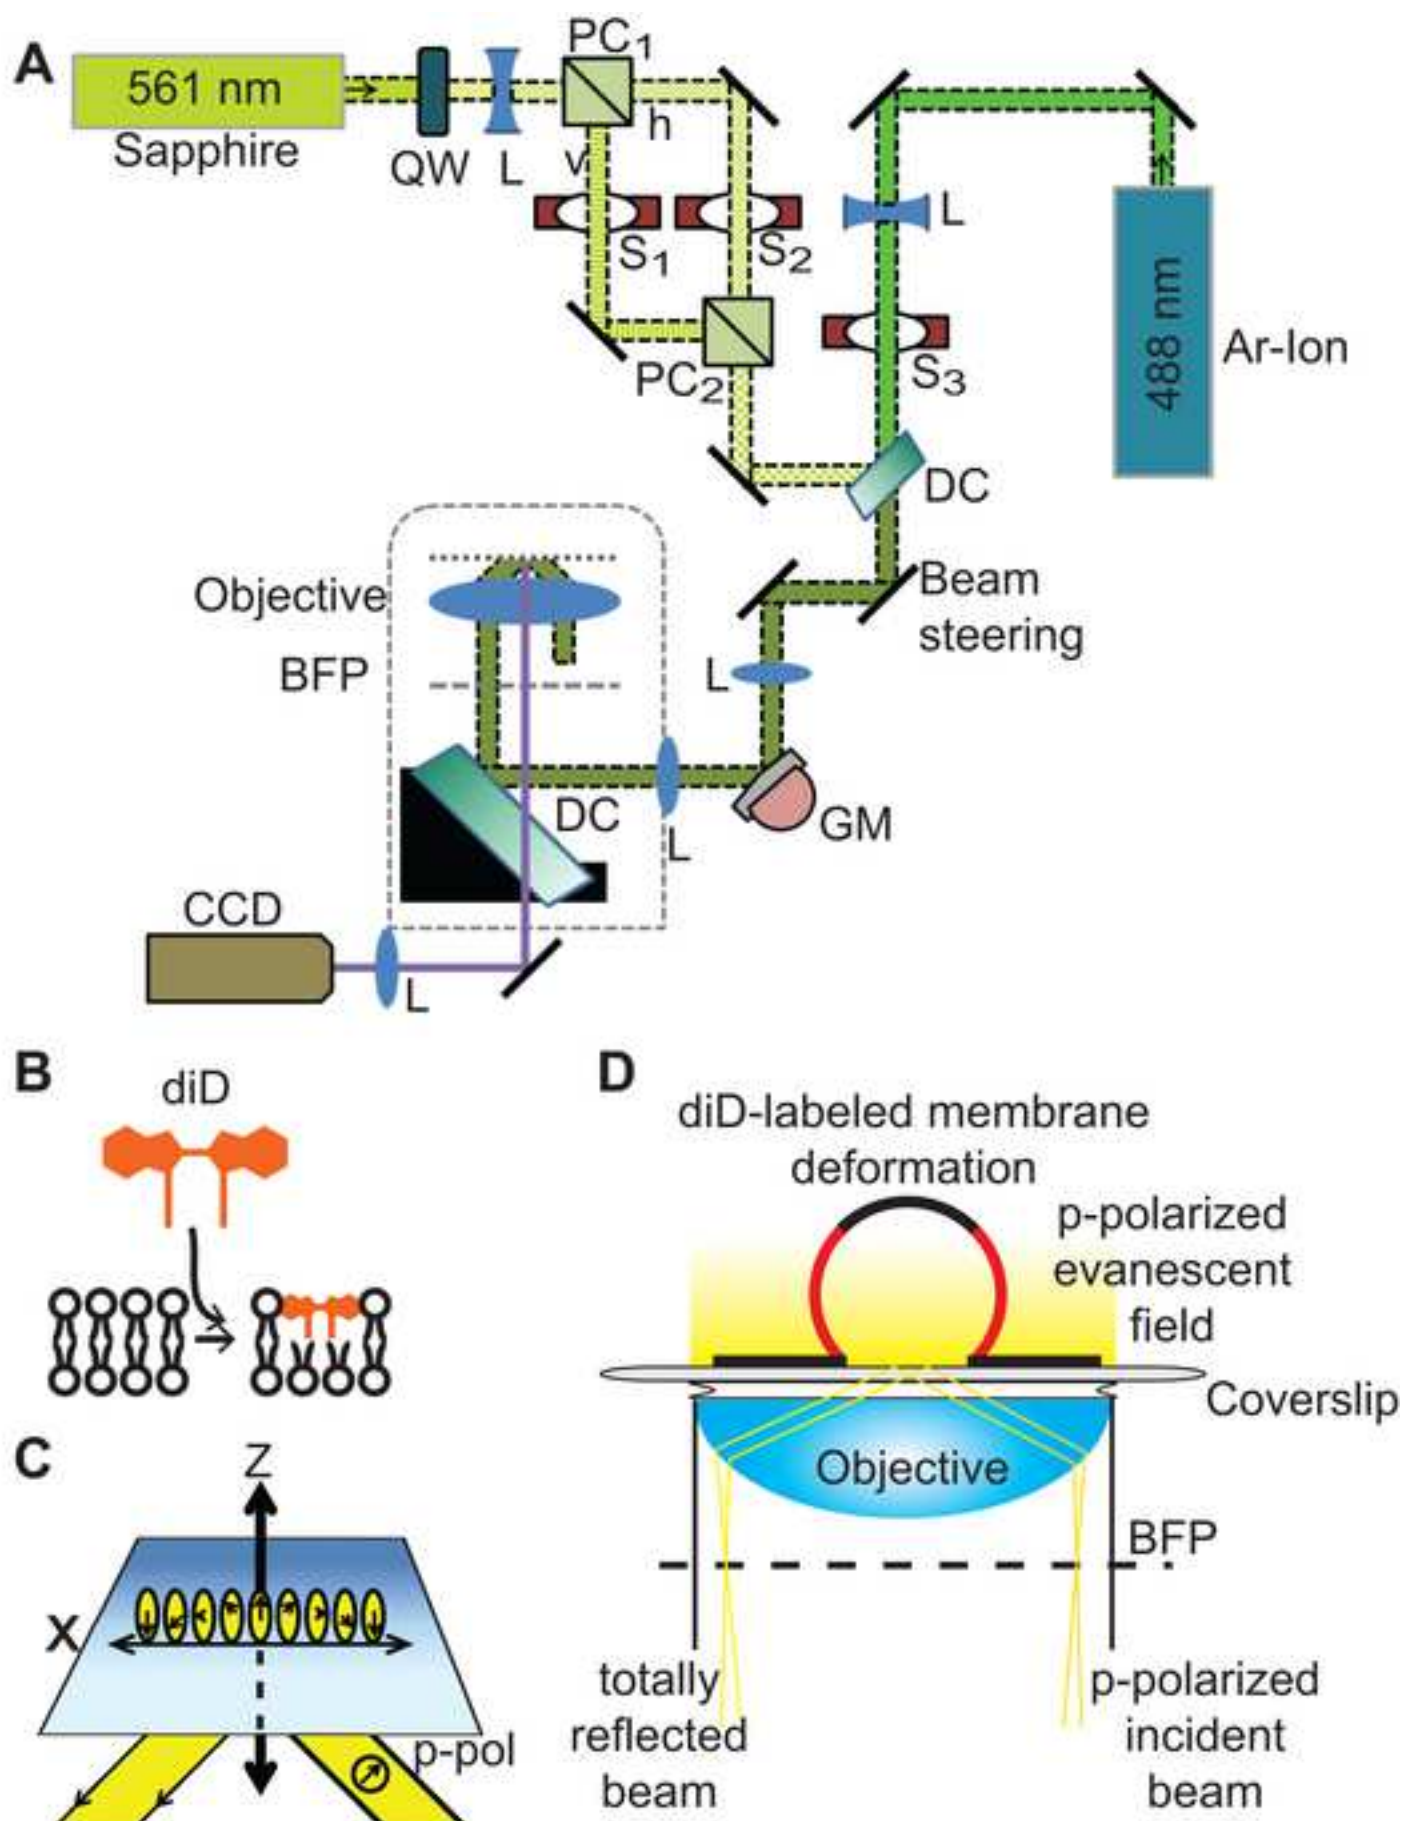 A
561 nm
Sapphire
QW
L
PC1
h
v
S1
S2
PC2
L
S3
488 nm
Ar-Ion
DC
Beam
steering
Objective
BFP
L
GM
DC
L
CCD
L
B
diD
C
Z
X
p-pol
D
diD-labeled membrane
deformation
p-polarized
evanescent
field
Coverslip
Objective
BFP
totally
reflected
beam
p-polarized
incident
beam